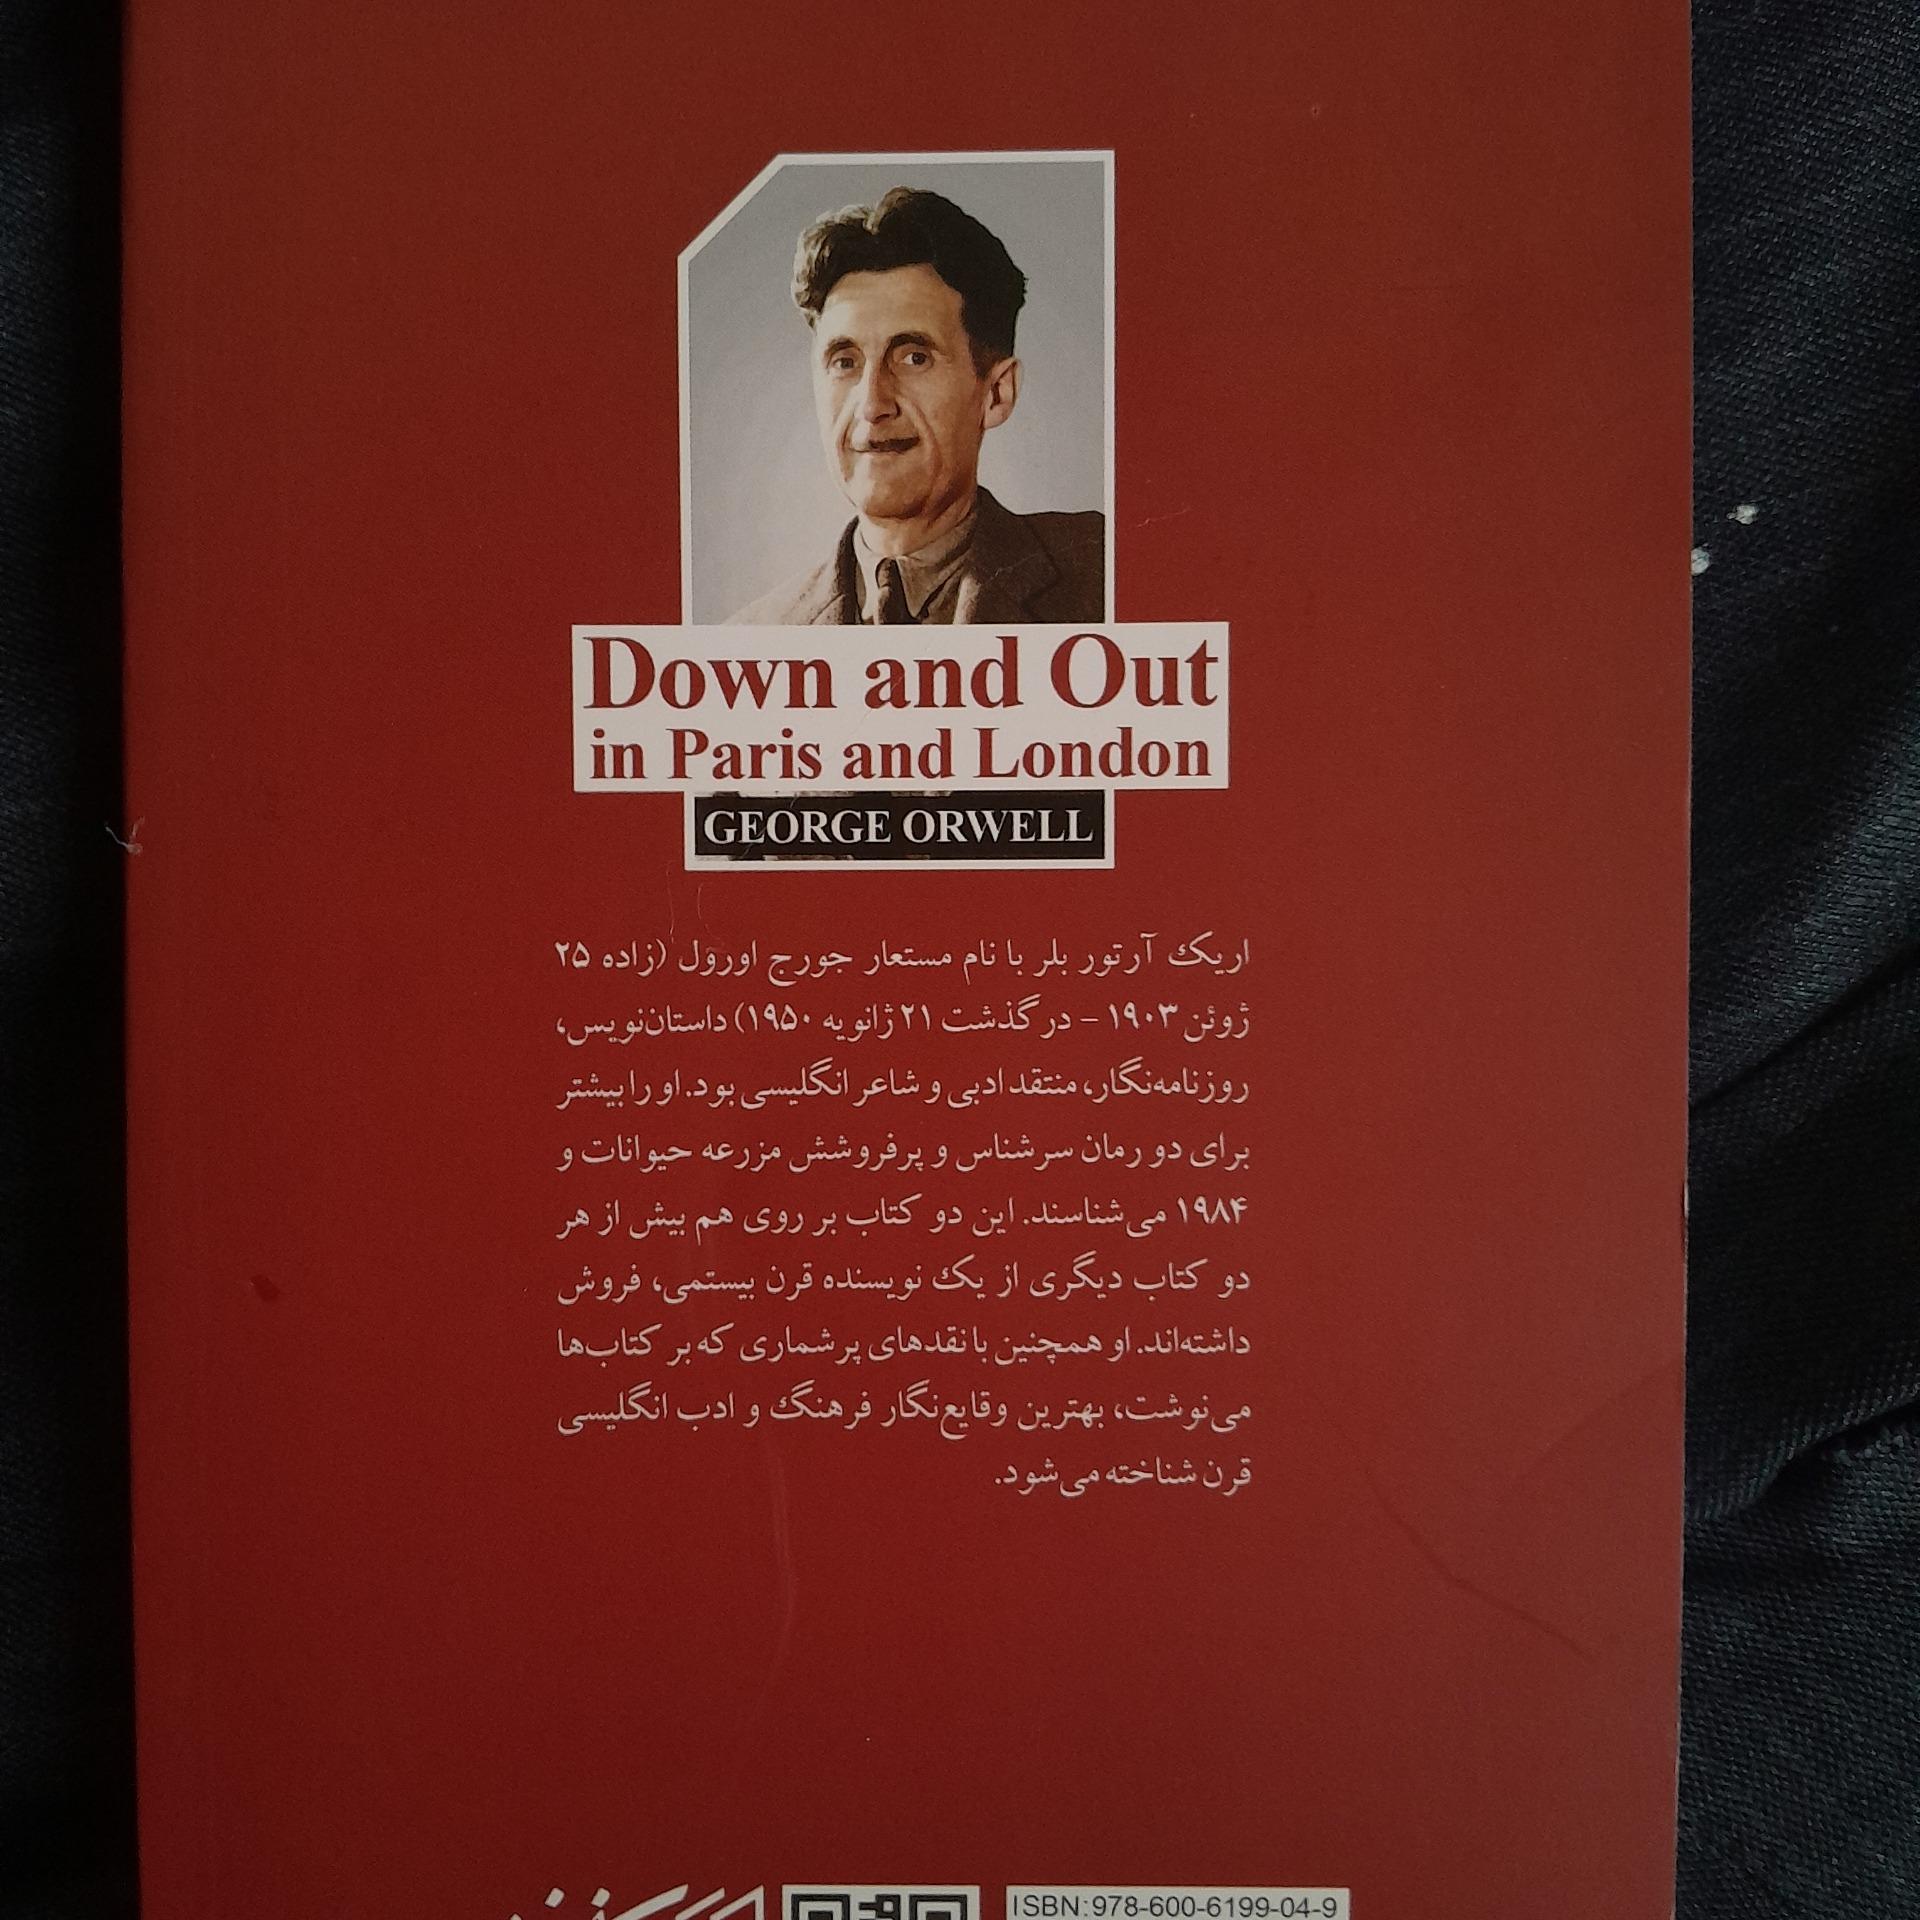 Down and Out
in Paris and London
GEORGE ORWELL
اریک آرتور بلر با نام مستعار جورج اورول (زاده ۲۵
ژوئن ۱۹۰۳ - درگذشت ۲۱ ژانویه ۱۹۵۰) داستان‌نویس،
روزنامه‌نگار، منتقد ادبی و شاعر انگلیسی بود. او را بیشتر
برای دو رمان سرشناس و پرفروشش مزرعه حیوانات و
۱۹۸۴ می‌شناسند. این دو کتاب بر روی هم بیش از هر
دو کتاب دیگری از یک نویسنده قرن بیستمی، فروش
داشته‌اند. او همچنین با نقدهای پرشماری که بر کتاب‌ها
می‌نوشت، بهترین وقایع‌نگار فرهنگ و ادب انگلیسی
قرن شناخته می‌شود.
ISBN:978-600-6199-04-9